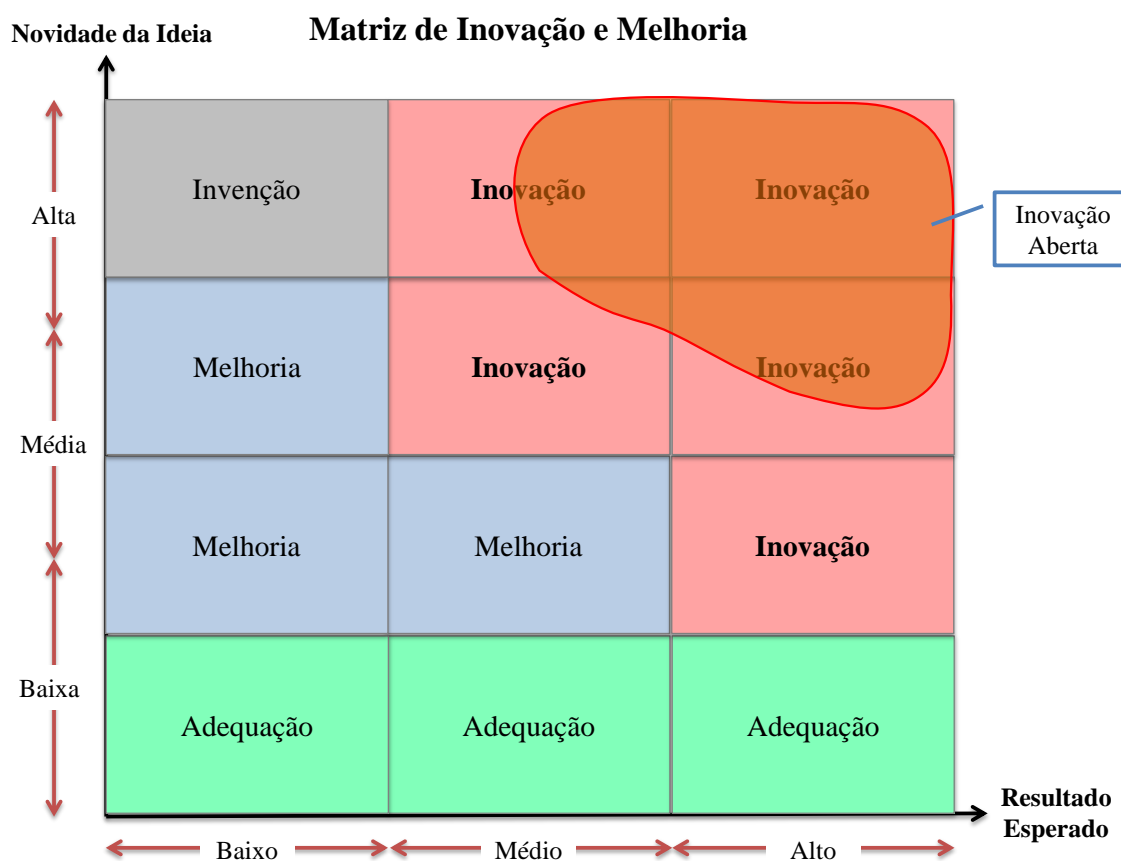 Matriz de Inovação e Melhoria
Novidade da Ideia
Alta
Invenção
Inovação
Inovação
Inovação
Aberta
Melhoria
Inovação
Inovação
Média
Melhoria
Melhoria
Inovação
Baixa
Adequação
Adequação
Adequação
Resultado
Esperado
Baixo
Médio
Alto